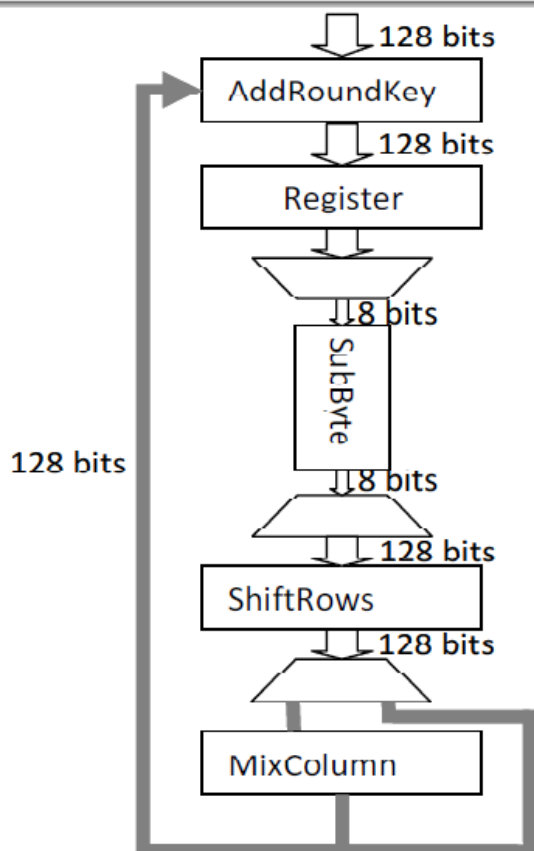 128 bits
AddRoundKey
128 bits
Register
8 bits
SubByte
128 bits
8 bits
128 bits
ShiftRows
128 bits
MixColumn